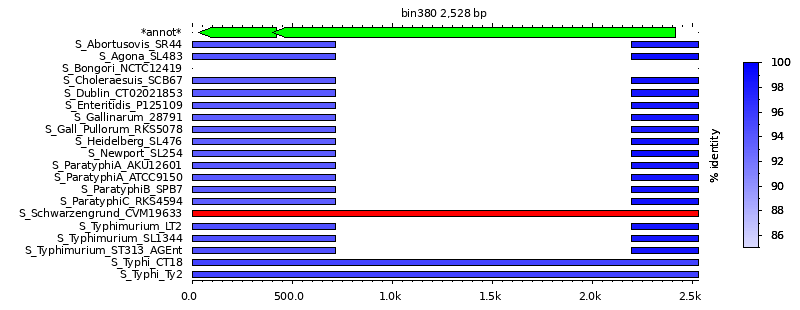 bin380 2,528 bp
*annot*
S_Abortusovis_SR44
S_Agona_SL483
S_Bongori_NCTC12419
S_Choleraesuis_SCB67
S_Dublin_CT02021853
S_Enteritidis_P125109
S_Gallinarum_28791
S_Gall_Pullorum_RKS5078
S_Heidelberg_SL476
S_Newport_SL254
S_ParatyphiA_AKU12601
S_ParatyphiA_ATCC9150
S_ParatyphiB_SPB7
S_ParatyphiC_RKS4594
S_Schwarzengrund_CVM19633
S_Typhimurium_LT2
S_Typhimurium_SL1344
S_Typhimurium_ST313_AGEnt
S_Typhi_CT18
S_Typhi_Ty2
0.0 500.0 1.0k 1.5k 2.0k 2.5k
100
98
96
94
92
90
88
86
% identity